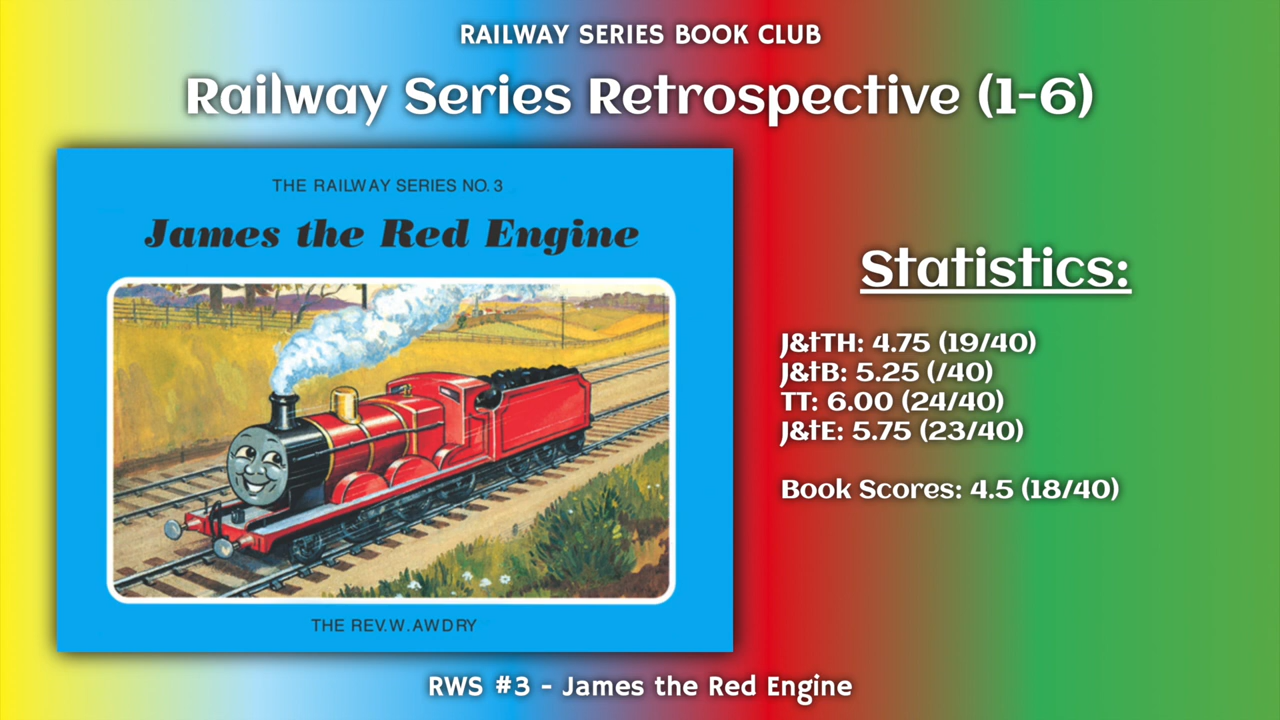 RAILWAY SERIES BOOK CLUB
Railway Series Retrospective (1-6)
THE RAILWAY SERIES NO. 3
James the Red Engine
THE REV. W. AWDRY
Statistics:
J&tTH: 4.75 (19/40)
J&tB: 5.25 (/40)
TT: 6.00 (24/40)
J&tE: 5.75 (23/40)
Book Scores: 4.5 (18/40)
RWS #3 - James the Red Engine